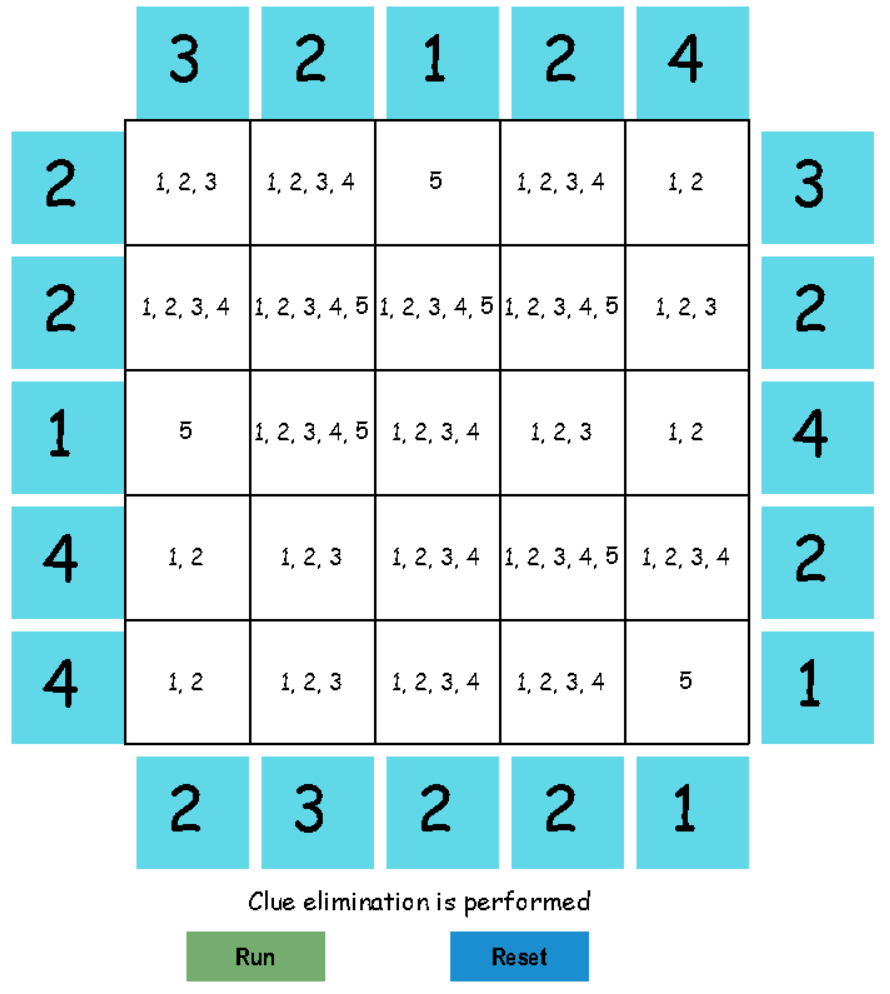 3 2 1 2 4
2 1, 2, 3 1, 2, 3, 4 5 1, 2, 3, 4 1, 2 3
2 1, 2, 3, 4 1, 2, 3, 4, 5 1, 2, 3, 4, 5 1, 2, 3, 4, 5 1, 2, 3 2
1 5 1, 2, 3, 4, 5 1, 2, 3, 4 1, 2, 3 1, 2 4
4 1, 2 1, 2, 3 1, 2, 3, 4 1, 2, 3, 4, 5 1, 2, 3, 4 2
4 1, 2 1, 2, 3 1, 2, 3, 4 1, 2, 3, 4 5 1
2 3 2 2 1
Clue elimination is performed
Run Reset